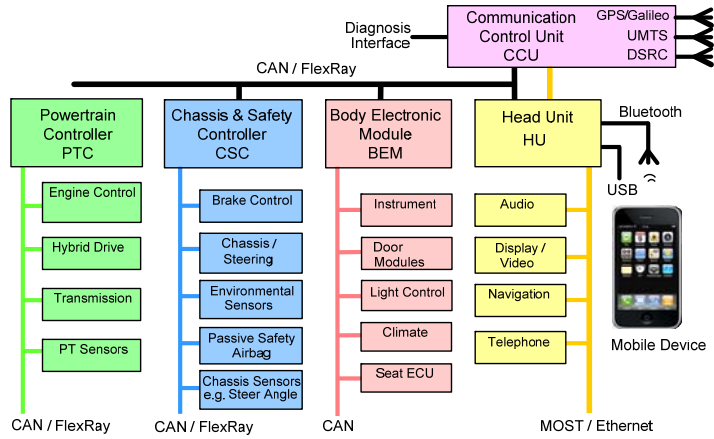 Communication
Control Unit
CCU
GPS/Galileo
UMTS
DSRC
Diagnosis
Interface
CAN / FlexRay
Powertrain
Controller
PTC
Chassis & Safety
Controller
CSC
Body Electronic
Module
BEM
Head Unit
HU
Bluetooth
USB
Engine Control
Hybrid Drive
Transmission
PT Sensors
Brake Control
Chassis /
Steering
Environmental
Sensors
Passive Safety
Airbag
Chassis Sensors
e.g. Steer Angle
Instrument
Door
Modules
Light Control
Climate
Seat ECU
Audio
Display /
Video
Navigation
Telephone
Mobile Device
CAN / FlexRay
CAN / FlexRay
CAN
MOST / Ethernet